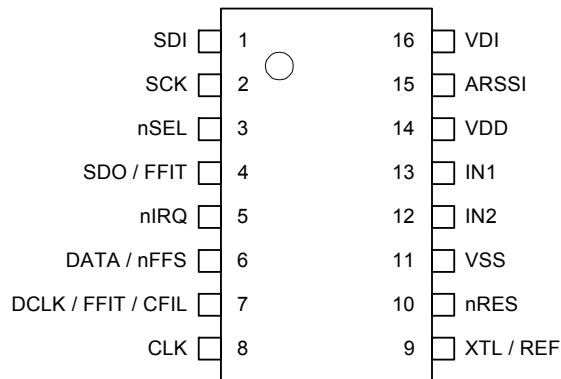 SDI 1 16 VDI
SCK 2 15 ARSSI
nSEL 3 14 VDD
SDO / FFIT 4 13 IN1
nIRQ 5 12 IN2
DATA / nFFS 6 11 VSS
DCLK / FFIT / CFIL 7 10 nRES
CLK 8 9 XTL / REF